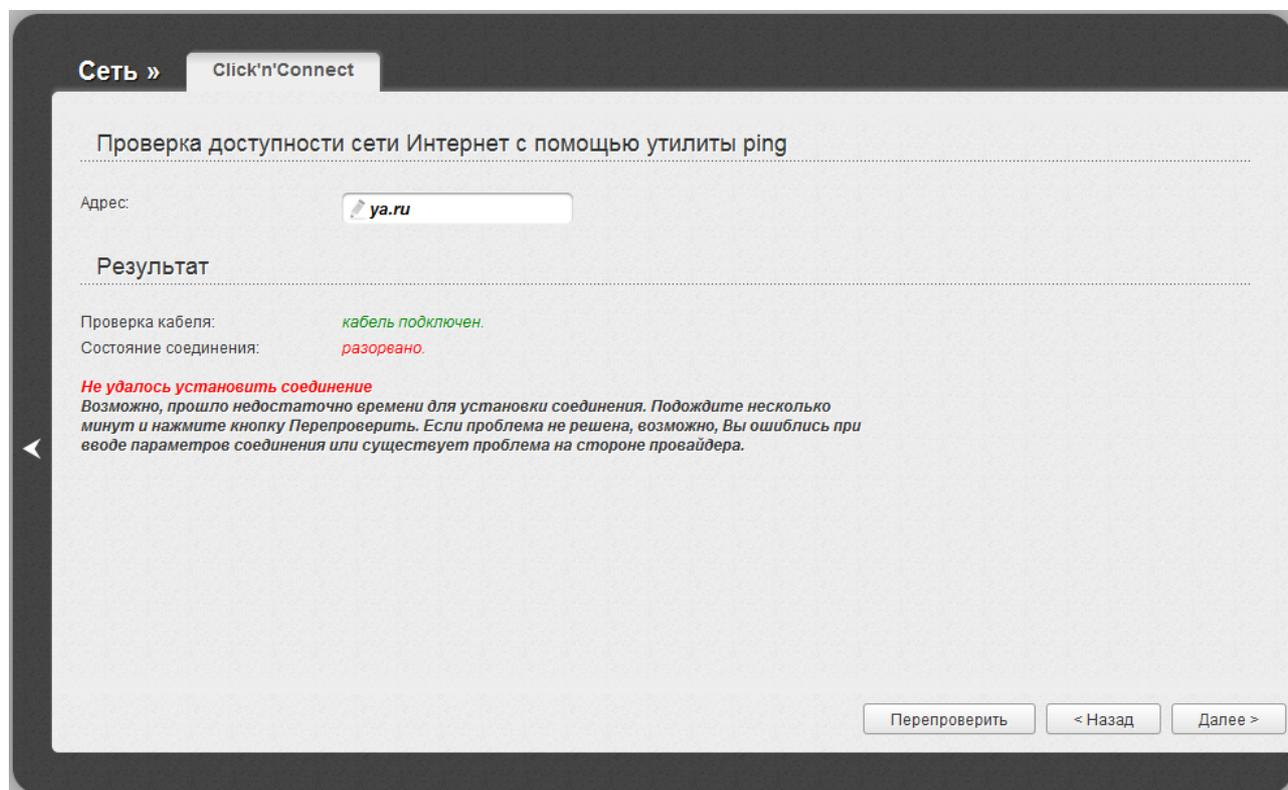 Сеть » Click'n'Connect
Проверка доступности сети Интернет с помощью утилиты ping
Адрес: ya.ru
Результат
Проверка кабеля: кабель подключен.
Состояние соединения: разорвано.
Не удалось установить соединение
Возможно, прошло недостаточно времени для установки соединения. Подождите несколько
минут и нажмите кнопку Перепроверить. Если проблема не решена, возможно, Вы ошиблись при
вводе параметров соединения или существует проблема на стороне провайдера.
Перепроверить < Назад Далее >